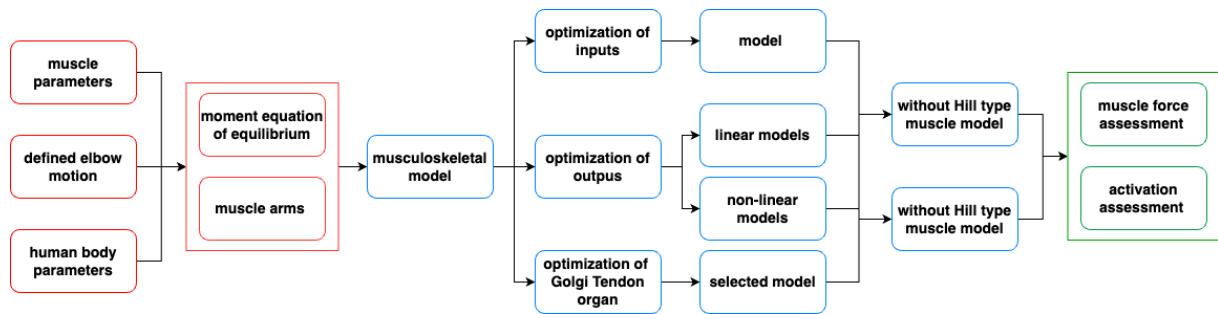 muscle
parameters
defined elbow
motion
human body
parameters
moment equation
of equilibrium
muscle arms
musculoskeletal
model
optimization of
inputs
optimization of
outpus
optimization of
Golgi Tendon
organ
model
linear models
non-linear
models
selected model
without Hill type
muscle model
without Hill type
muscle model
muscle force
assessment
activation
assessment